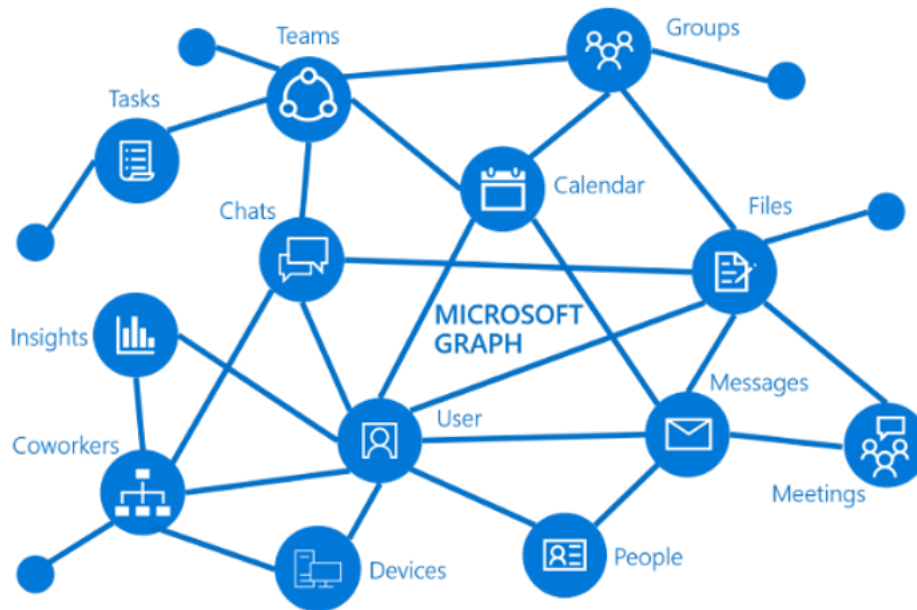 Teams
Groups
Tasks
Calendar
Chats
Files
MICROSOFT
GRAPH
Insights
Messages
User
Coworkers
Meetings
Devices
People